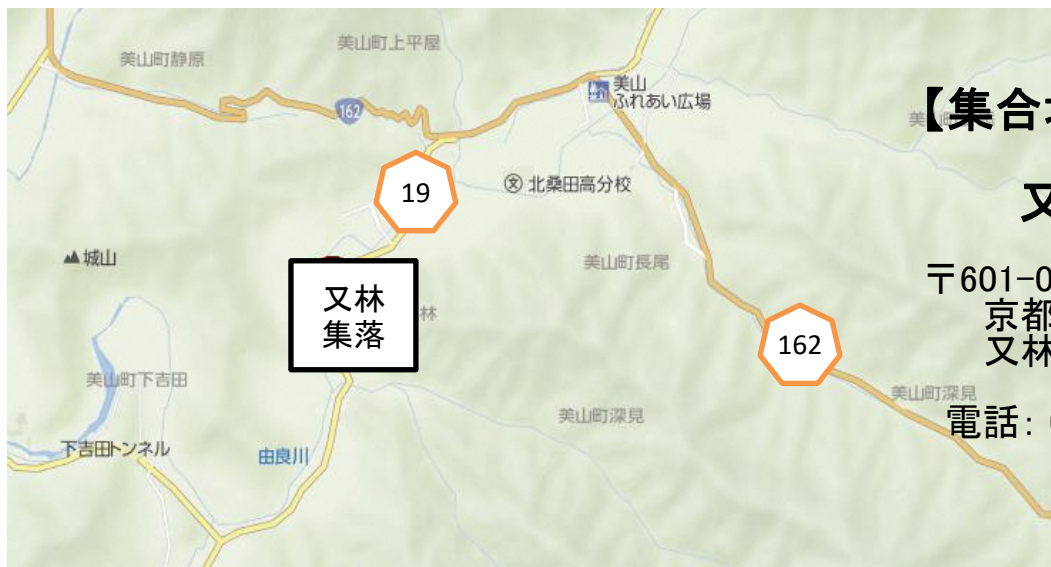 美山町静原
美山町上平屋
162
美山
ふれあい広場
【集合
19
北桑田高分校
又
城山
美山町長尾
〒601-0
京都
又林
又林
集落
林
162
美山町下吉田
美山町深見
美山町深見
電話:
下吉田トンネル
由良川